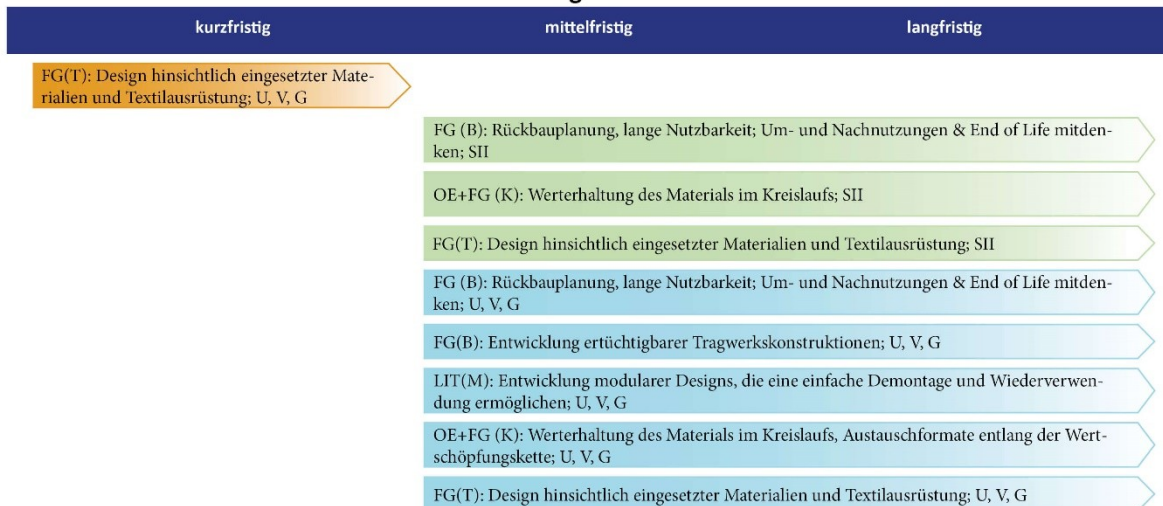 kurzfristig mittelfristig langfristig
FG(T): Design hinsichtlich eingesetzter Mate-
rialien und Textilausrüstung; U, V, G
FG (B): Rückbauplanung, lange Nutzbarkeit; Um- und Nachnutzungen & End of Life mitden-
ken; SII
OE+FG (K): Werterhaltung des Materials im Kreislaufs; SII
FG(T): Design hinsichtlich eingesetzter Materialien und Textilausrüstung; SII
FG (B): Rückbauplanung, lange Nutzbarkeit; Um- und Nachnutzungen & End of Life mitden-
ken; U, V, G
FG(B): Entwicklung ertüchtigbarer Tragwerkskonstruktionen; U, V, G
LIT(M): Entwicklung modularer Designs, die eine einfache Demontage und Wiederverwen-
dung ermöglichen; U, V, G
OE+FG (K): Werterhaltung des Materials im Kreislaufs, Austauschformate entlang der Wert-
schöpfungskette; U, V, G
FG(T): Design hinsichtlich eingesetzter Materialien und Textilausrüstung; U, V, G